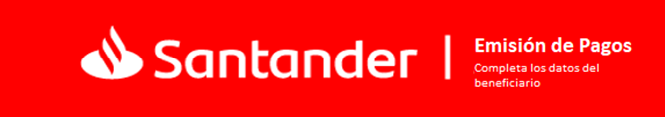 Santander
Emisión de Pagos
Completa los datos del
beneficiario